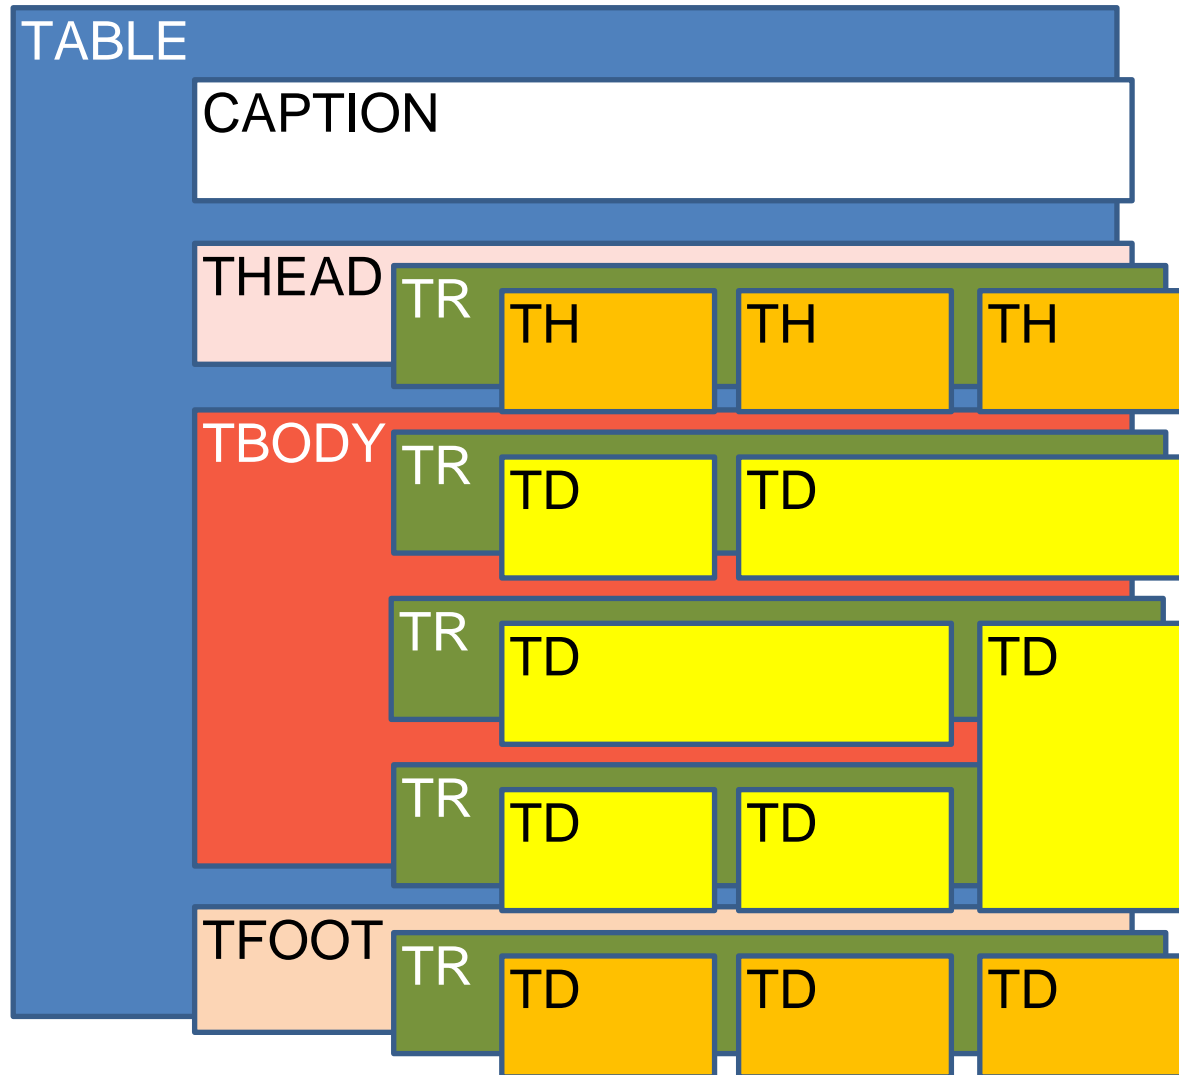 TABLE
CAPTION
THEAD
TR
TH TH TH
TBODY
TR
TD TD
TR
TD TD
TR
TD TD
TFOOT
TR
TD TD TD